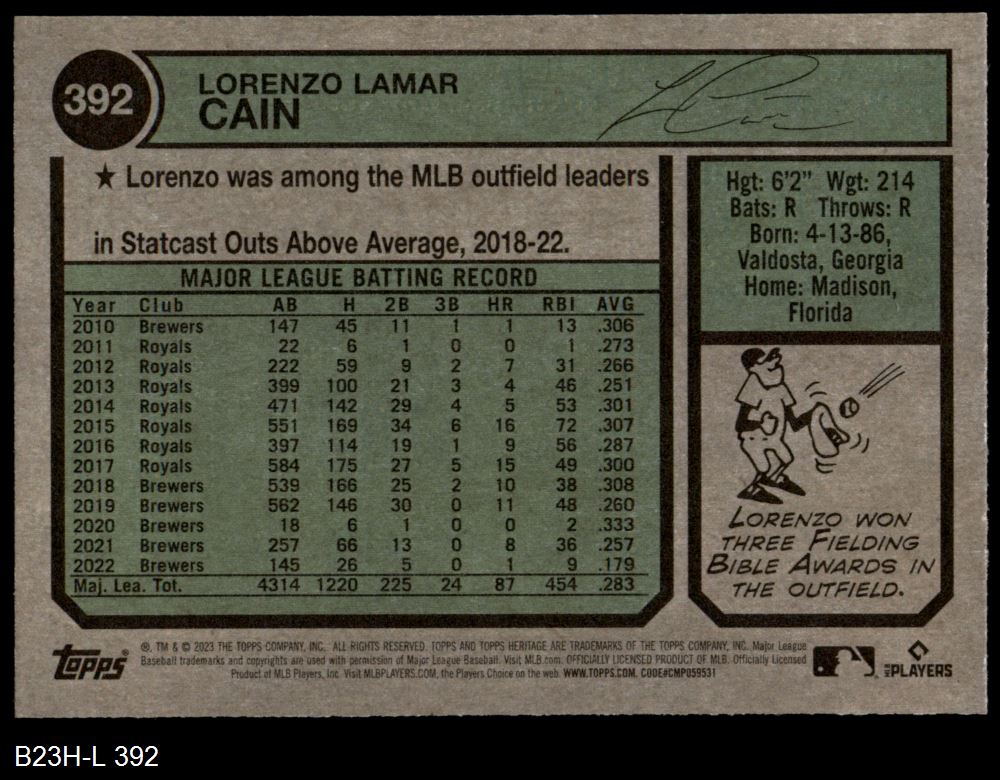 392
LORENZO LAMAR
CAIN
★ Lorenzo was among the MLB outfield leaders
in Statcast Outs Above Average, 2018-22.
MAJOR LEAGUE BATTING RECORD
Year Club AB H 2B 3B HR RBI AVG
2010 Brewers 147 45 11 1 1 13 .306
2011 Royals 22 6 1 0 0 1 .273
2012 Royals 222 59 9 2 7 31 .266
2013 Royals 399 100 21 3 4 46 .251
2014 Royals 471 142 29 4 5 53 .301
2015 Royals 551 169 34 6 16 72 .307
2016 Royals 397 114 19 1 9 56 .287
2017 Royals 584 175 27 5 15 49 .300
2018 Brewers 539 166 25 2 10 38 .308
2019 Brewers 562 146 30 0 11 48 .260
2020 Brewers 18 6 1 0 0 2 .333
2021 Brewers 257 66 13 0 8 36 .257
2022 Brewers 145 26 5 0 1 9 .179
Maj. Lea. Tot. 4314 1220 225 24 87 454 .283
Hgt: 6'2" Wgt: 214
Bats: R Throws: R
Born: 4-13-86,
Valdosta, Georgia
Home: Madison,
Florida
LORENZO WON
THREE FIELDING
BIBLE AWARDS IN
THE OUTFIELD.
Topps
®, TM & © 2023 THE TOPPS COMPANY, INC. ALL RIGHTS RESERVED. TOPPS AND TOPPS HERITAGE ARE TRADEMARKS OF THE TOPPS COMPANY, INC. Major League
Baseball trademarks and copyrights are used with permission of Major League Baseball. Visit MLB.com. OFFICIALLY LICENSED PRODUCT OF MLB. Officially Licensed
Product of MLB Players, Inc. Visit MLBPLAYERS.COM, the Players Choice on the web. WWW.TOPPS.COM. CODE#CMP059531
MLB PLAYERS
B23H-L 392